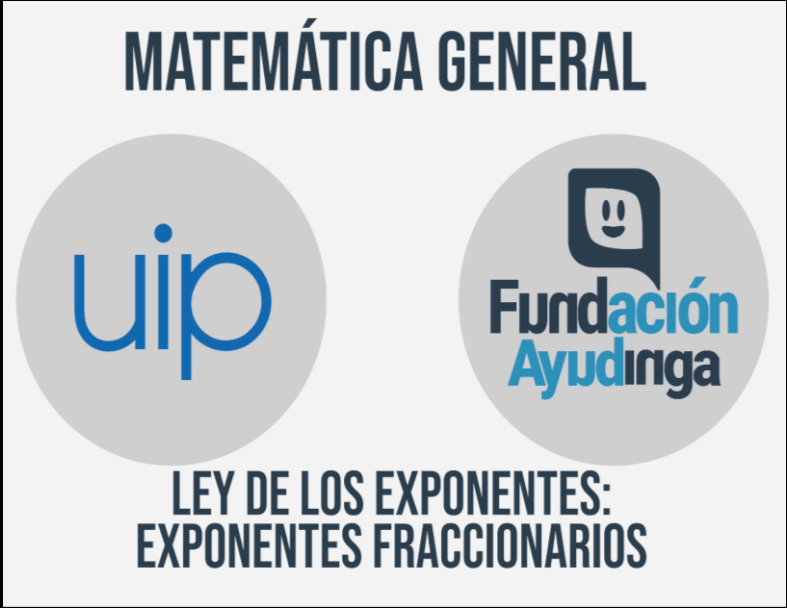 MATEMÁTICA GENERAL
uip
Fundación
Ayudinga
LEY DE LOS EXPONENTES:
EXPONENTES FRACCIONARIOS